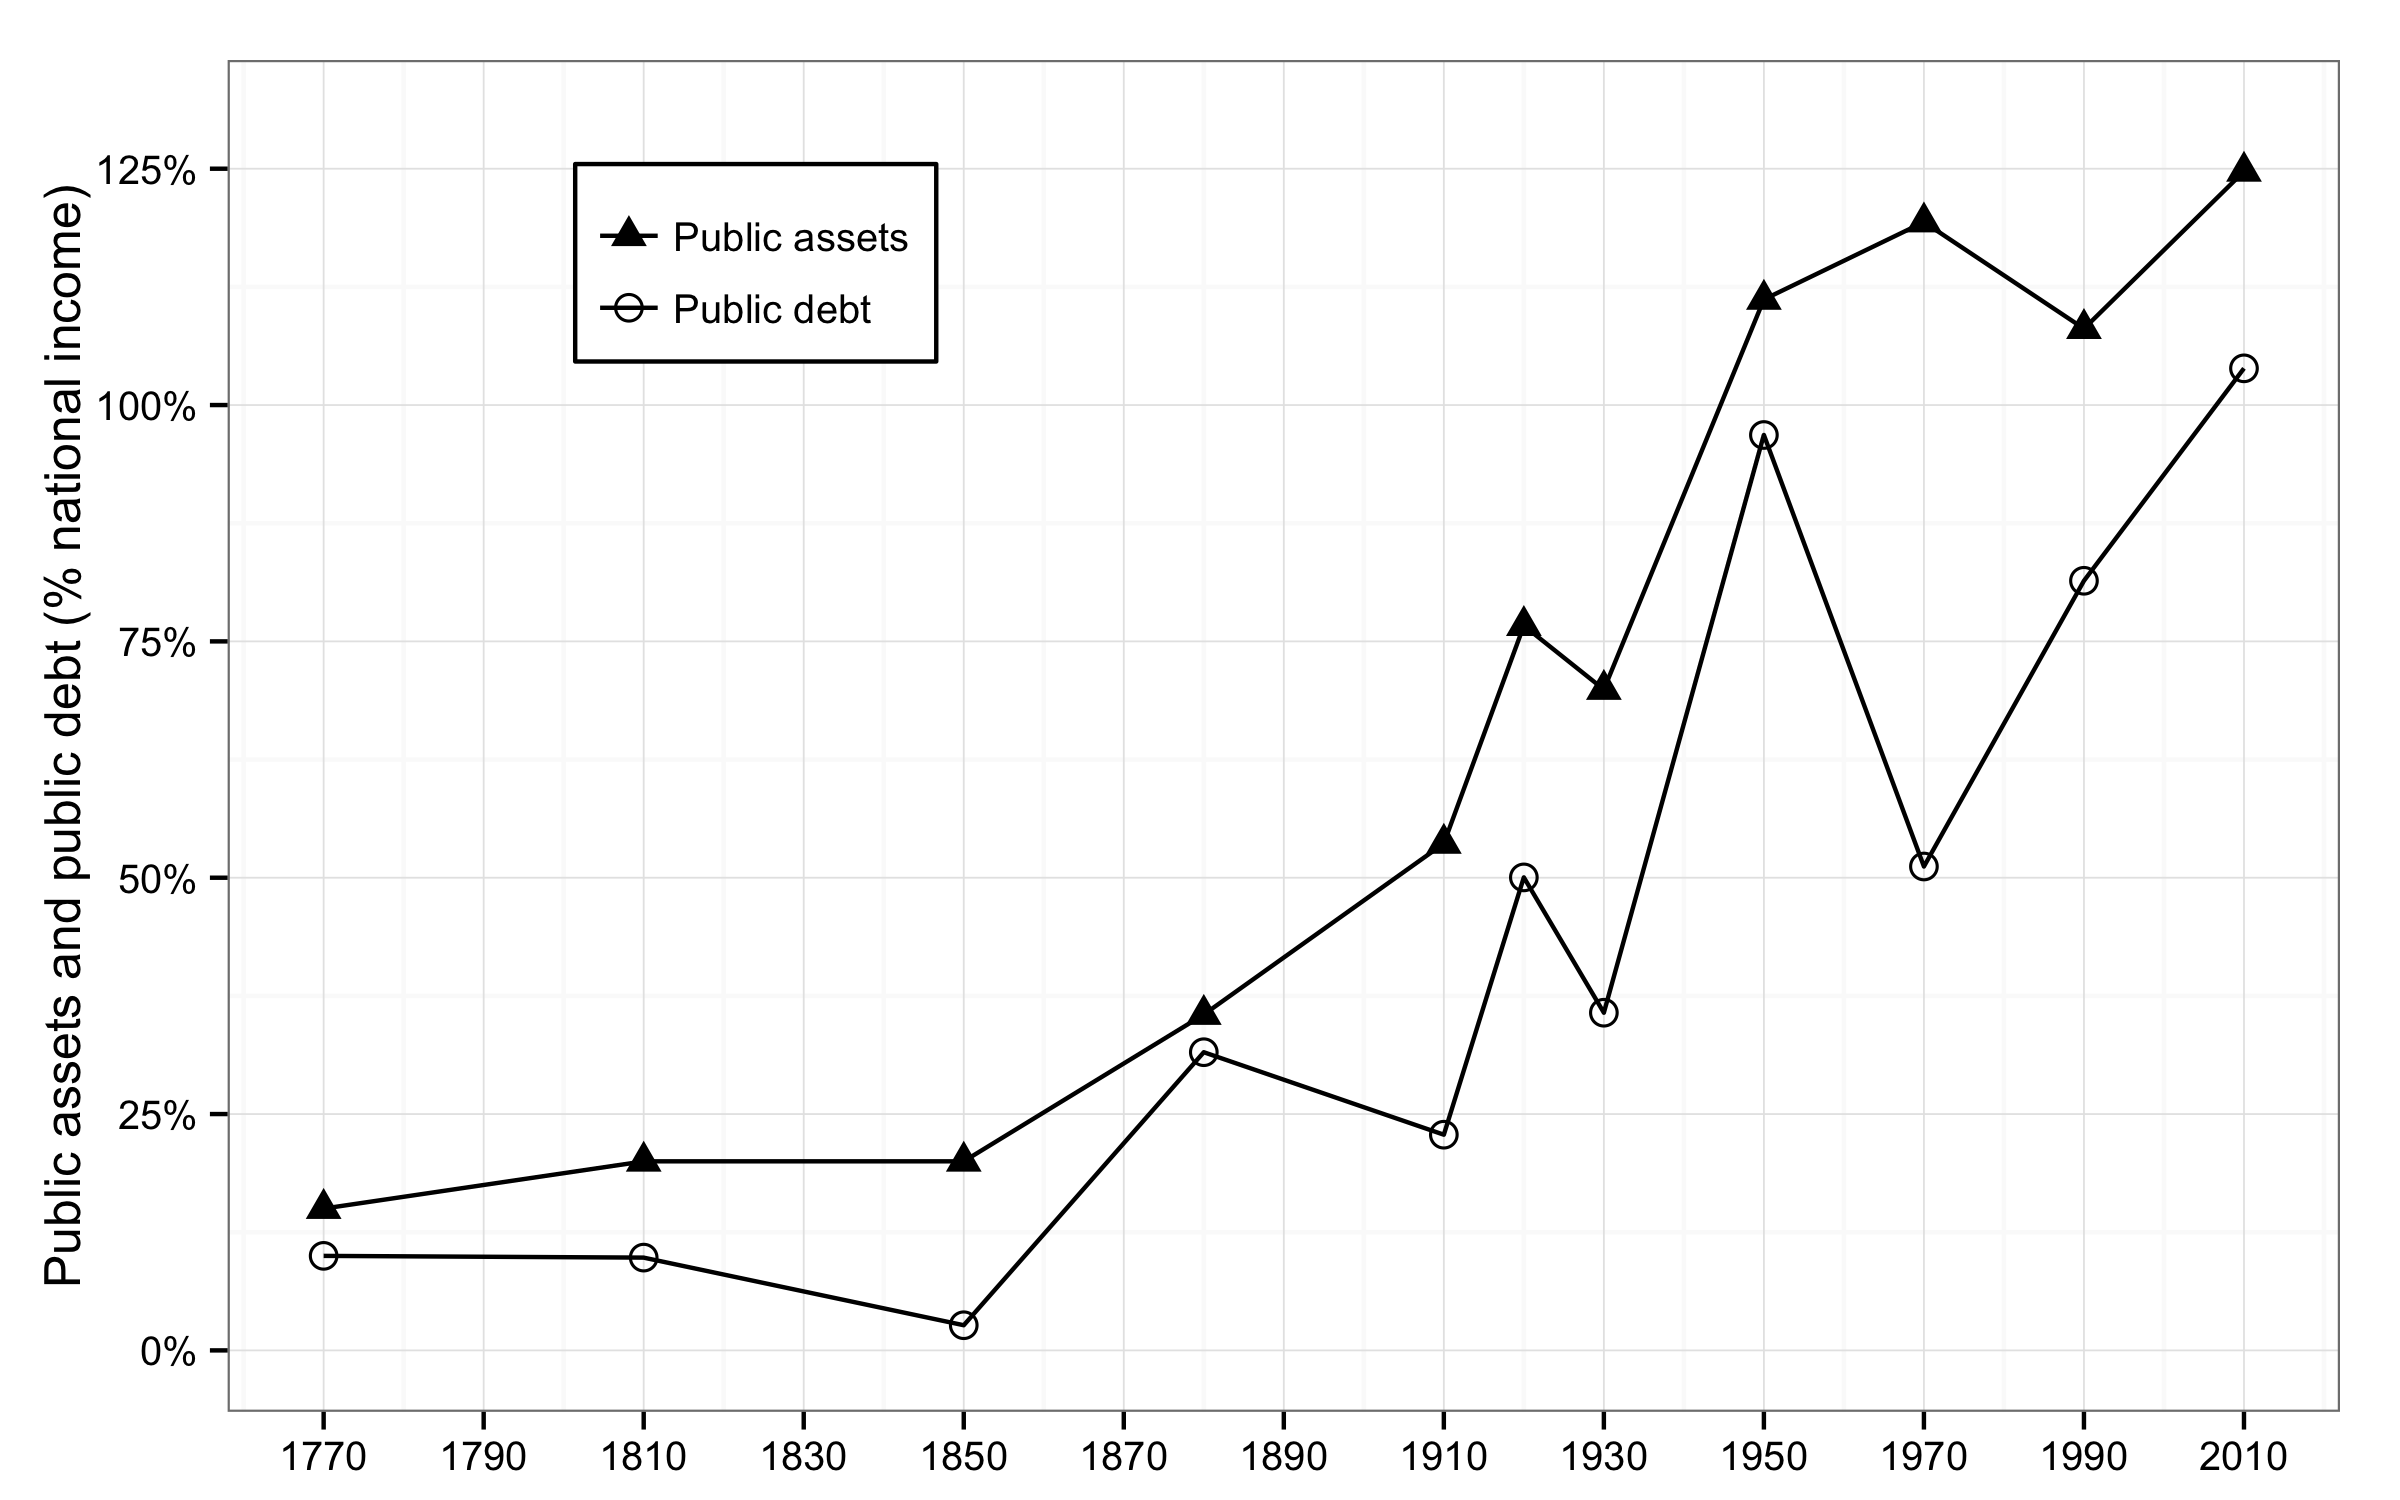 Public assets and public debt (% national income)
125%
100%
75%
50%
25%
0%
Public assets
Public debt
1770 1790 1810 1830 1850 1870 1890 1910 1930 1950 1970 1990 2010